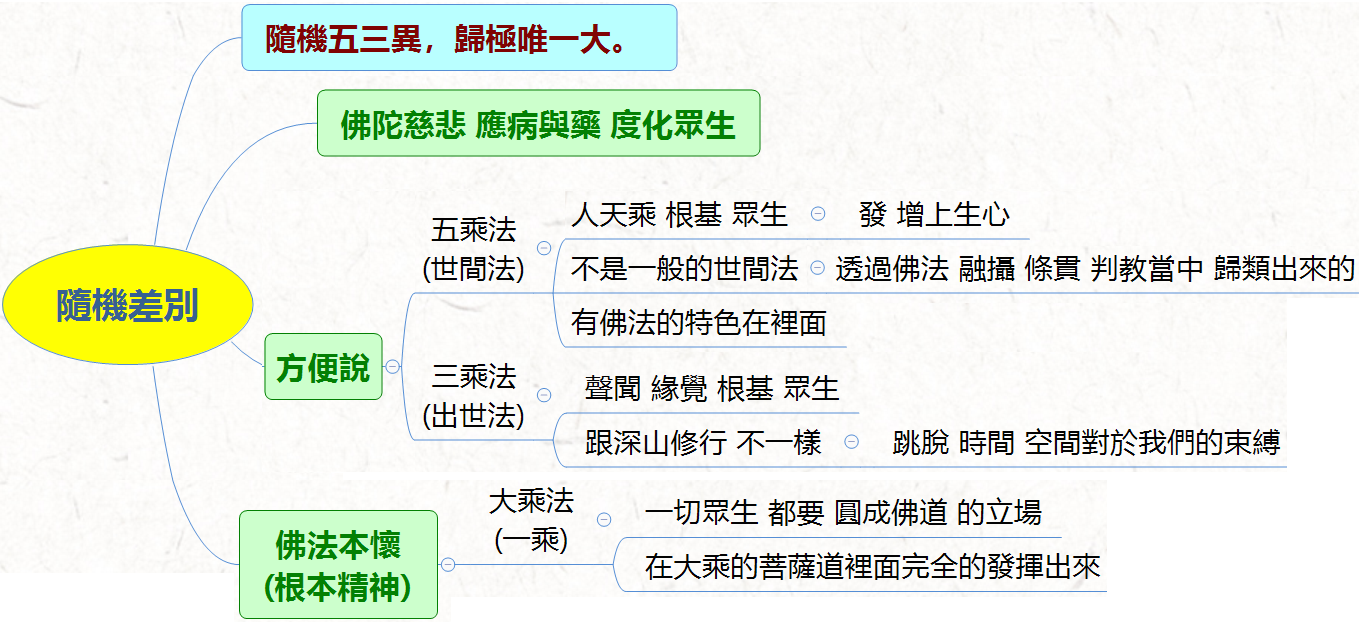 隨機五三異，歸極唯一大。
佛陀慈悲 應病與藥 度化眾生
隨機差別
方便說
五乘法
(世間法)
人天乘 根基 眾生
發 增上生心
不是一般的世間法
透過佛法 融攝 條貫 判教當中 歸類出來的
有佛法的特色在裡面
三乘法
(出世法)
聲聞 緣覺 根基 眾生
跟深山修行 不一樣
跳脫 時間 空間對於我們的束縛
佛法本懷
(根本精神)
大乘法
(一乘)
一切眾生 都要 圓成佛道 的立場
在大乘的菩薩道裡面完全的發揮出來